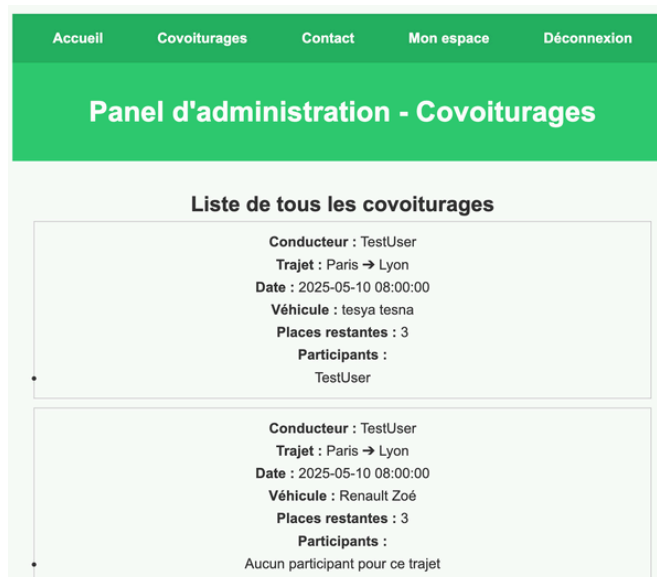 Accueil Covoiturages Contact Mon espace Déconnexion
Panel d'administration - Covoiturages
Liste de tous les covoiturages
Conducteur : TestUser
Trajet : Paris ➔ Lyon
Date : 2025-05-10 08:00:00
Véhicule : tesya tesna
Places restantes : 3
Participants :
• TestUser
Conducteur : TestUser
Trajet : Paris ➔ Lyon
Date : 2025-05-10 08:00:00
Véhicule : Renault Zoé
Places restantes : 3
Participants :
• Aucun participant pour ce trajet